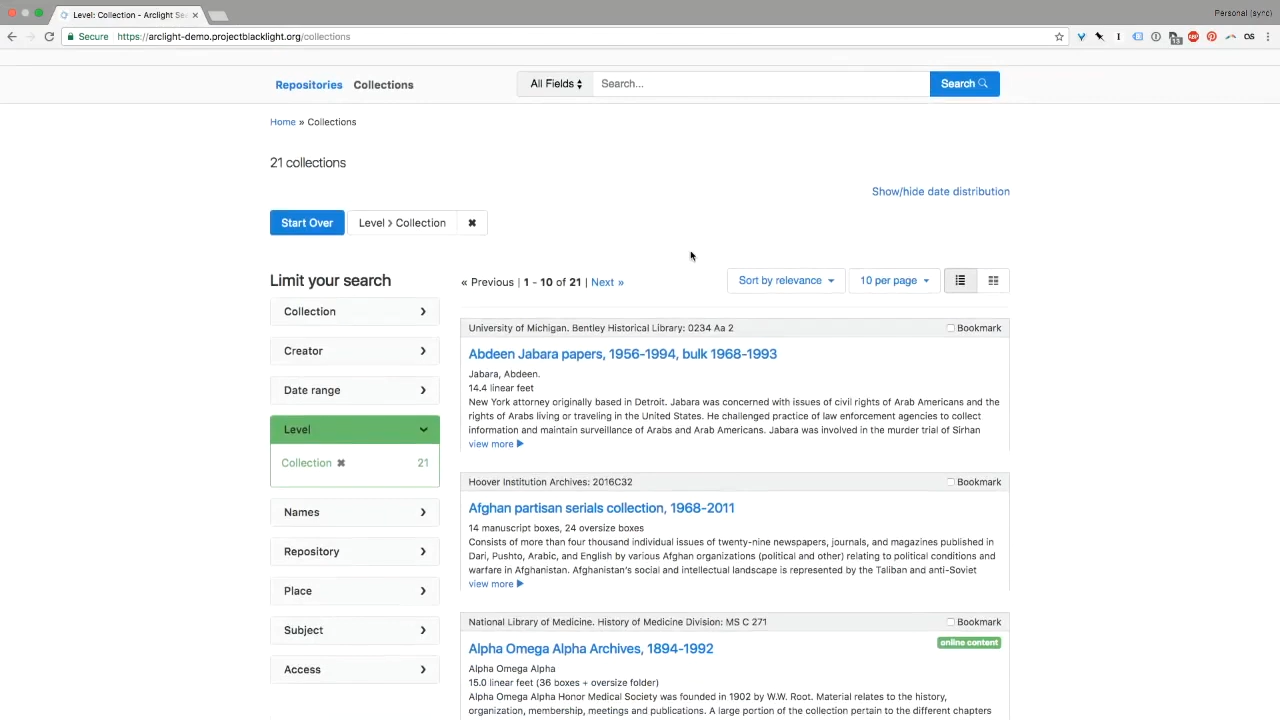 Level: Collection - Arclight Se
Personal (sync)
Secure https://arclight-demo.projectblacklight.org/collections
13
ABP
OS
Repositories Collections
All Fields Search... Search
Home » Collections
21 collections
Show/hide date distribution
Start Over Level > Collection ✖
Limit your search
« Previous | 1 - 10 of 21 | Next »
Sort by relevance 10 per page
Collection
Creator
Date range
Level
Collection ✖ 21
Names
Repository
Place
Subject
Access
University of Michigan. Bentley Historical Library: 0234 Aa 2 Bookmark
Abdeen Jabara papers, 1956-1994, bulk 1968-1993
Jabara, Abdeen.
14.4 linear feet
New York attorney originally based in Detroit. Jabara was concerned with issues of civil rights of Arab Americans and the
rights of Arabs living or traveling in the United States. He challenged practice of law enforcement agencies to collect
information and maintain surveillance of Arabs and Arab Americans. Jabara was involved in the murder trial of Sirhan
view more ▶
Hoover Institution Archives: 2016C32 Bookmark
Afghan partisan serials collection, 1968-2011
14 manuscript boxes, 24 oversize boxes
Consists of more than four thousand individual issues of twenty-nine newspapers, journals, and magazines published in
Dari, Pushto, Arabic, and English by various Afghan organizations (political and other) relating to political conditions and
warfare in Afghanistan. Afghanistan's social and intellectual landscape is represented by the Taliban and anti-Soviet
view more ▶
National Library of Medicine. History of Medicine Division: MS C 271 Bookmark
online content
Alpha Omega Alpha Archives, 1894-1992
Alpha Omega Alpha
15.0 linear feet (36 boxes + oversize folder)
Alpha Omega Alpha Honor Medical Society was founded in 1902 by W.W. Root. Material relates to the history,
organization, membership, meetings and publications. A large portion of the collection pertain to the different chapters